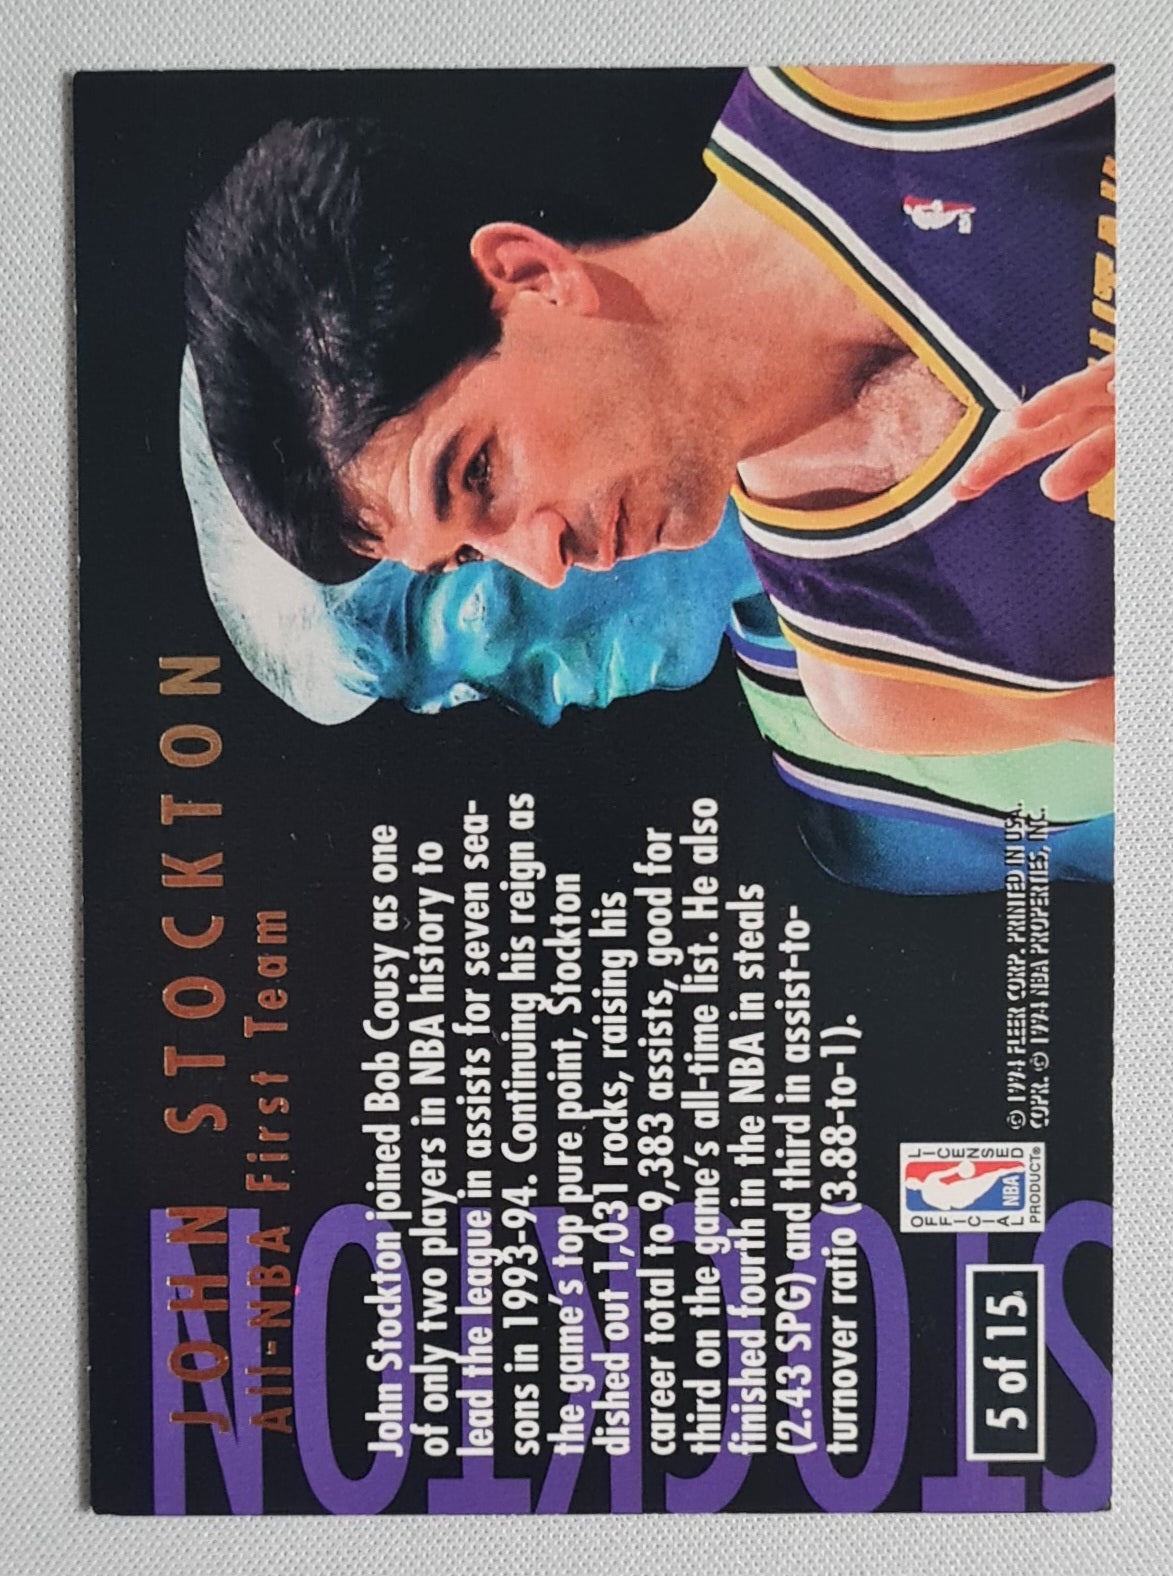 JOHN STOCKTON
All-NBA First Team
John Stockton joined Bob Cousy as one
of only two players in NBA history to
lead the league in assists for seven sea-
sons in 1993-94. Continuing his reign as
the game's top pure point, Stockton
dished out 1,031 rocks, raising his
career total to 9,383 assists, good for
third on the game's all-time list. He also
finished fourth in the NBA in steals
(2.43 SPG) and third in assist-to-
turnover ratio (3.88-to-1).
STOCKTON
5 of 15
OFFICIAL LICENSED
NBA
PRODUCT®
© 1994 FLEER CORP. PRINTED IN USA.
COPR. © 1994 NBA PROPERTIES, INC.
UTAH